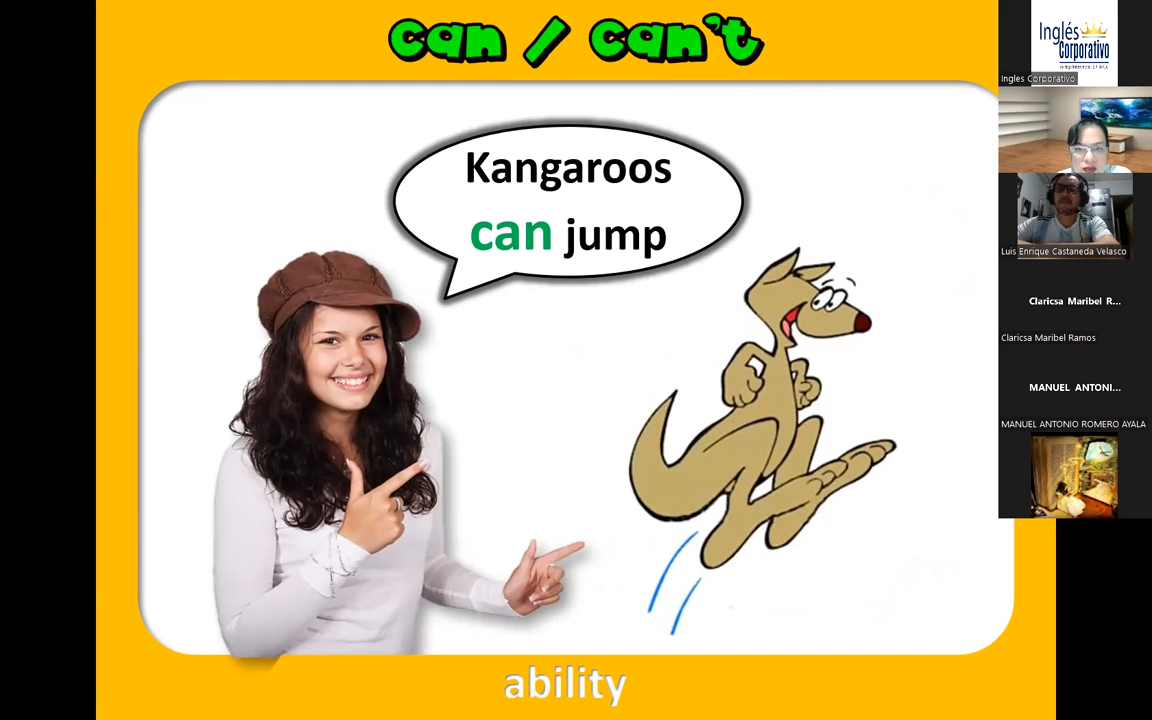 can / can't
Kangaroos
can jump
ability
Inglés
Corporativo
Ingles Corporativo
Luis Enrique Castaneda Velasco
Claricsa Maribel R...
Claricsa Maribel Ramos
MANUEL ANTONI...
MANUEL ANTONIO ROMERO AYALA